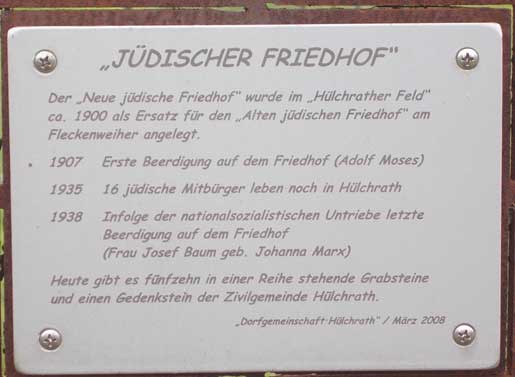 „JÜDISCHER FRIEDHOF“
Der „Neue jüdische Friedhof“ wurde im „Hülchrather Feld“
ca. 1900 als Ersatz für den „Alten jüdischen Friedhof“ am
Fleckenweiher angelegt.
1907 Erste Beerdigung auf dem Friedhof (Adolf Moses)
1935 16 jüdische Mitbürger leben noch in Hülchrath
1938 Infolge der nationalsozialistischen Untriebe letzte
Beerdigung auf dem Friedhof
(Frau Josef Baum geb. Johanna Marx)
Heute gibt es fünfzehn in einer Reihe stehende Grabsteine
und einen Gedenkstein der Zivilgemeinde Hülchrath.
„Dorfgemeinschaft-Hülchrath“ / März 2008